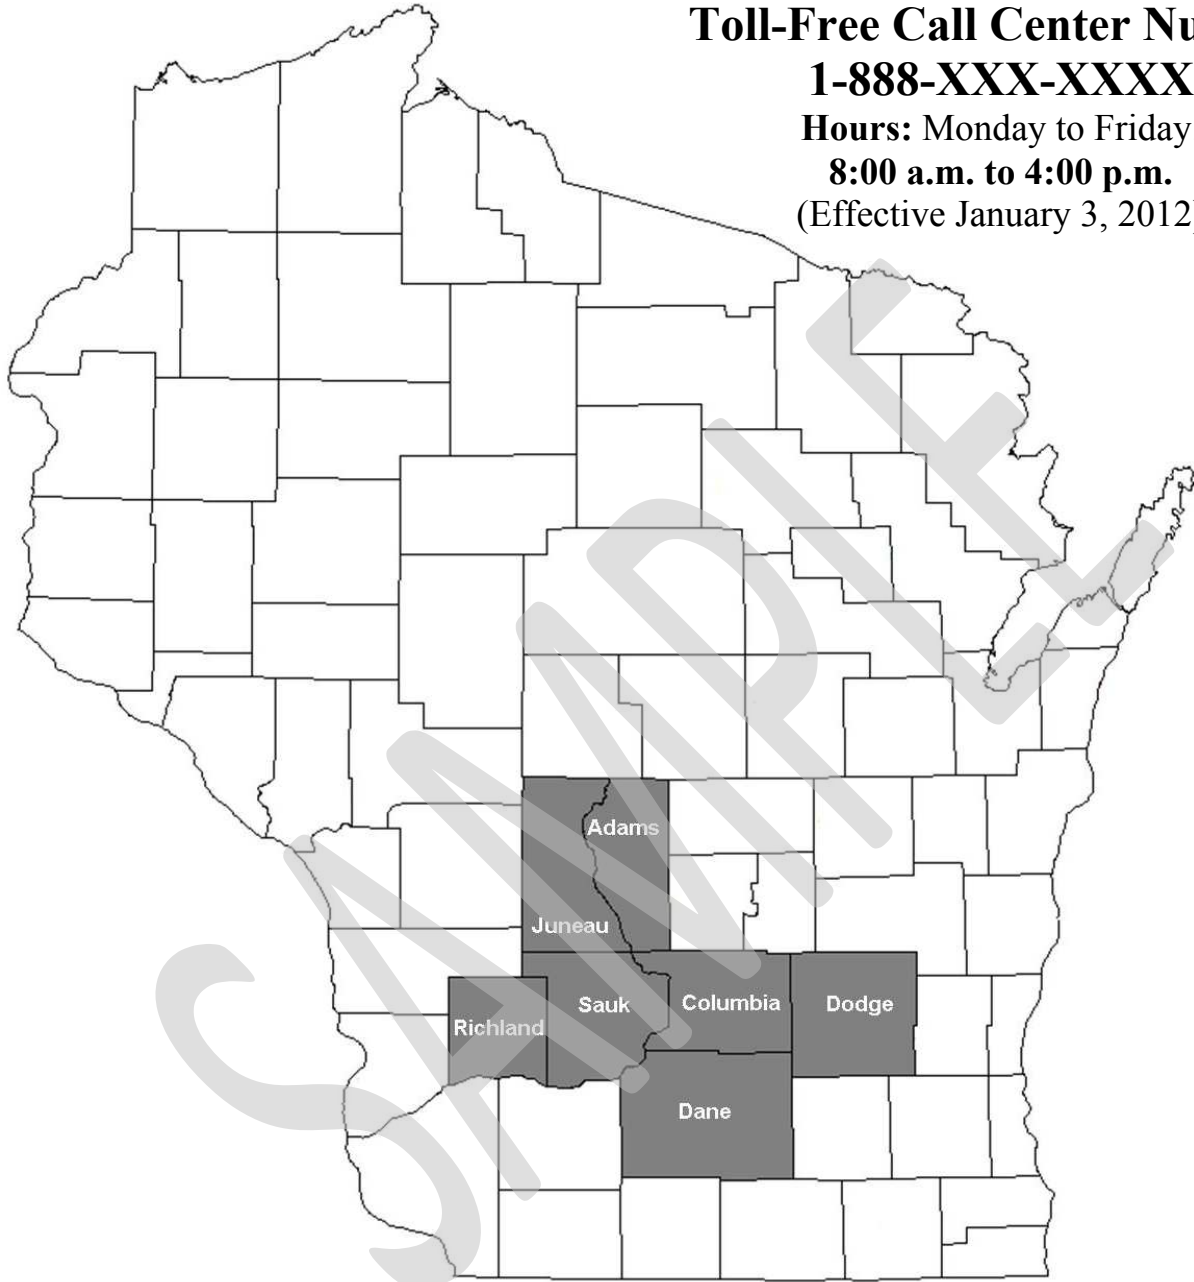 Toll-Free Call Center Nu
1-888-XXX-XXXX
Hours: Monday to Friday
8:00 a.m. to 4:00 p.m.
(Effective January 3, 2012)
Adams
Juneau
Sauk
Columbia
Dodge
Richland
Dane
SAMPLE